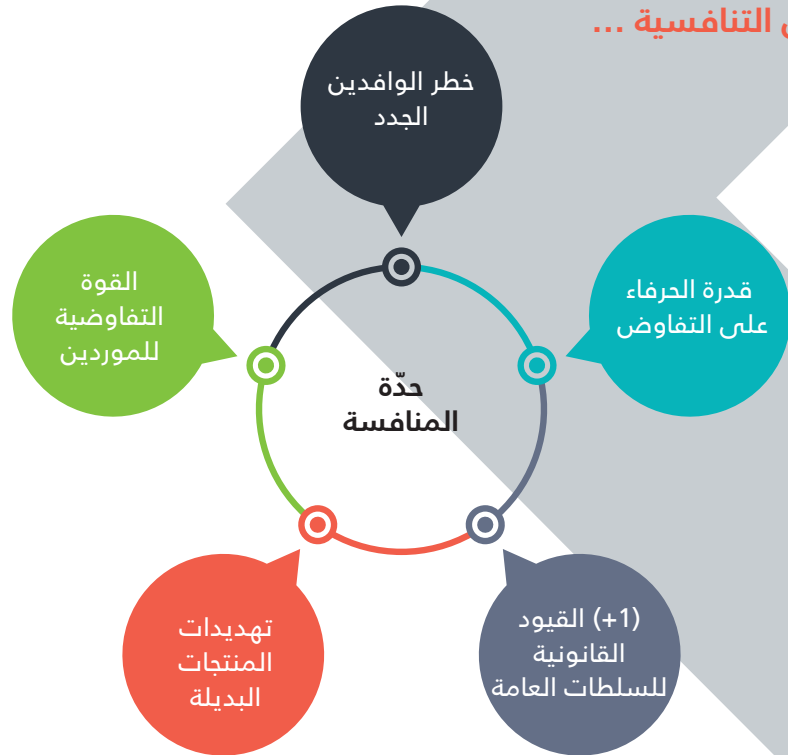 التنافسية ...
خطر الوافدين
الجدد
قدرة الحرفاء
على التفاوض
القوة
التفاوضية
للموردين
حدّة
المنافسة
(+1) القيود
القانونية
للسلطات العامة
تهديدات
المنتجات
البديلة